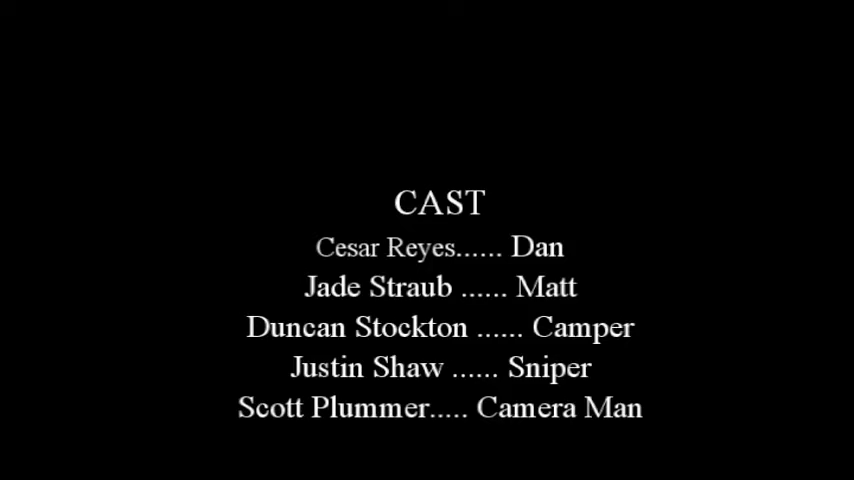 CAST
Cesar Reyes...... Dan
Jade Straub ...... Matt
Duncan Stockton ...... Camper
Justin Shaw ...... Sniper
Scott Plummer..... Camera Man